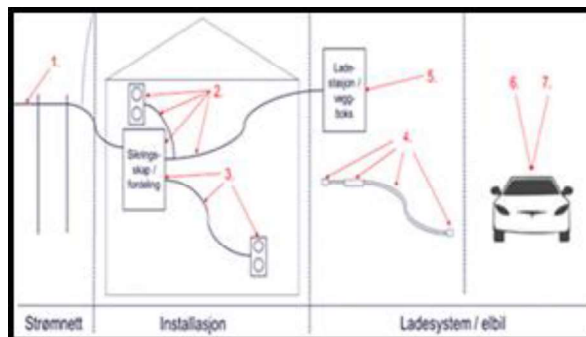 1.
2.
Lade-
stasjon /
vegg-
boks
5.
6.
7.
Sikrings-
skap /
fordeling
3.
4.
Strømnett
Installasjon
Ladesystem / elbil